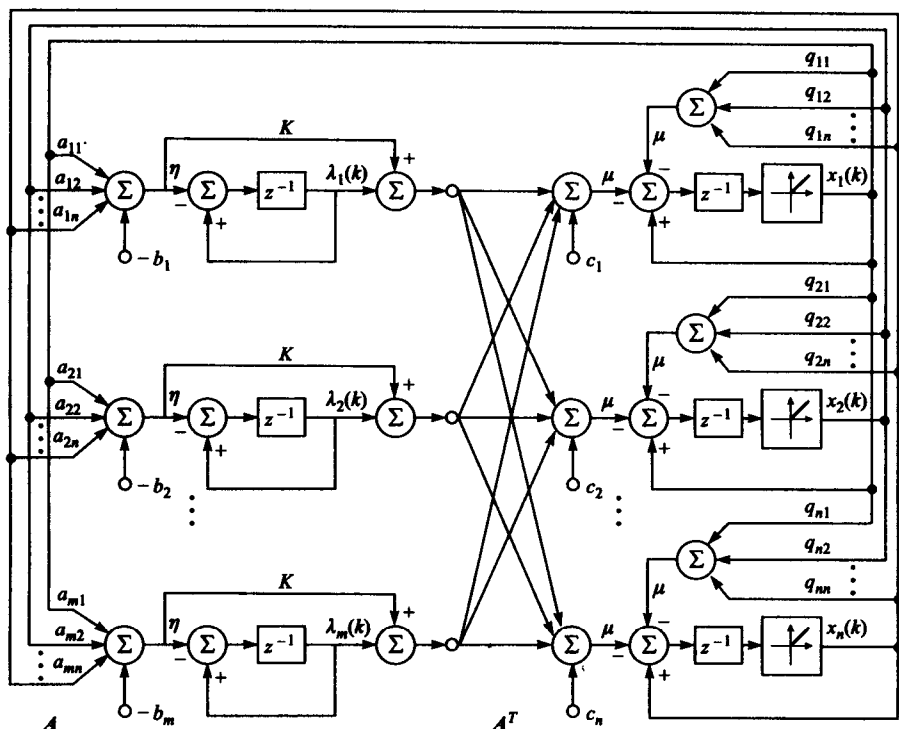 q₁₁
K
q₁₂
Σ
a₁₁
μ
q₁ₙ
+
a₁₂ Σ η Σ z⁻¹ λ₁(k) Σ Σ μ Σ z⁻¹ x₁(k)
− − −
a₁ₙ + +
−b₁ c₁
q₂₁
K
q₂₂
Σ
a₂₁
μ
q₂ₙ
+
a₂₂ Σ η Σ z⁻¹ λ₂(k) Σ Σ μ Σ z⁻¹ x₂(k)
− − −
a₂ₙ + +
−b₂ c₂
qₙ₁
K
qₙ₂
Σ
aₘ₁
μ
qₙₙ
+
aₘ₂ Σ η Σ z⁻¹ λₘ(k) Σ Σ μ Σ z⁻¹ xₙ(k)
− − −
aₘₙ + +
−bₘ cₙ
A Aᵀ